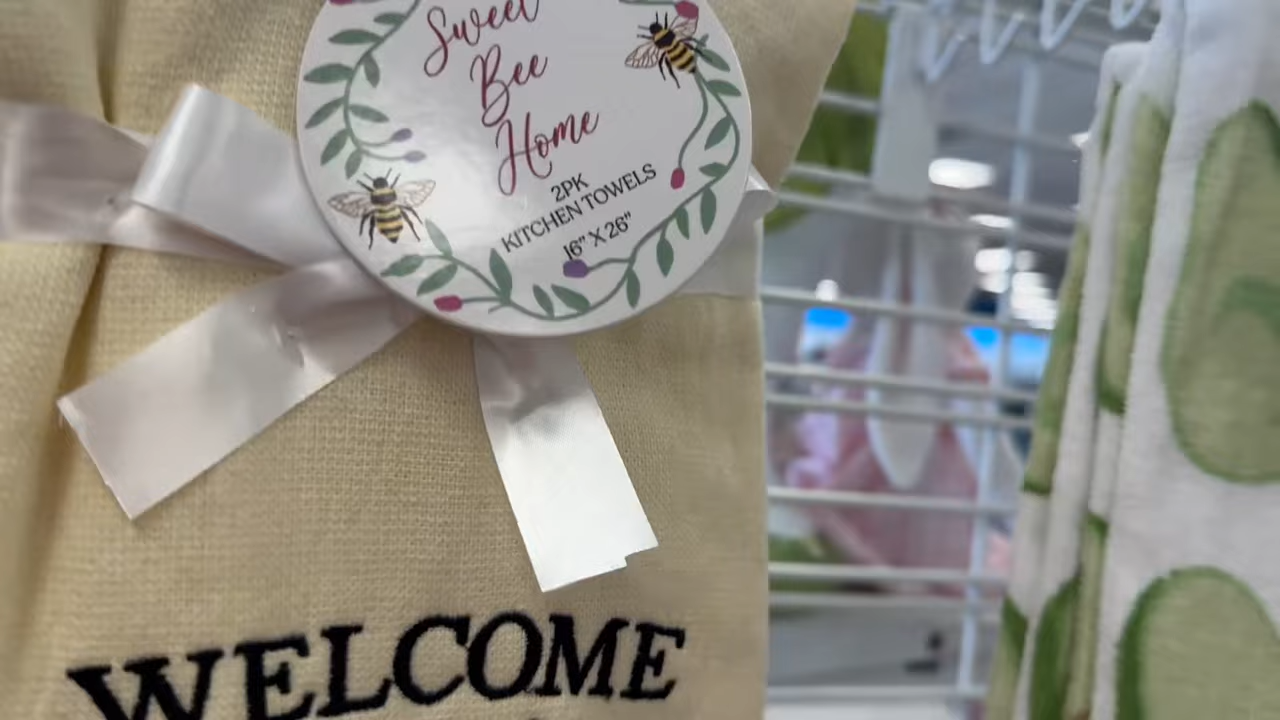 Sweet
Bee
Home
2PK
KITCHEN TOWELS
16" X 26"
WELCOME